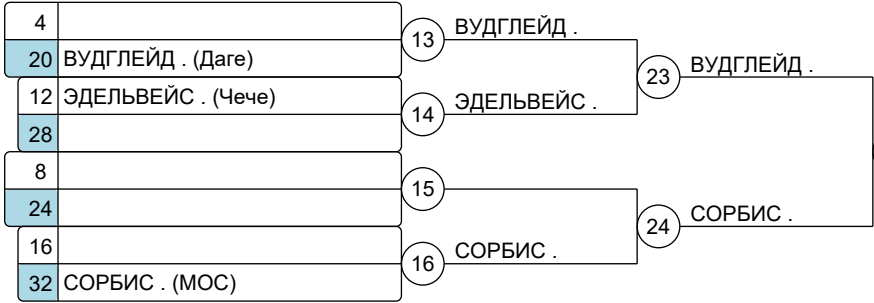 4
20 ВУДГЛЕЙД . (Даге)
12 ЭДЕЛЬВЕЙС . (Чече)
28
8
24
16
32 СОРБИС . (МОС)
13 ВУДГЛЕЙД .
14 ЭДЕЛЬВЕЙС .
15
16 СОРБИС .
23 ВУДГЛЕЙД .
24 СОРБИС .